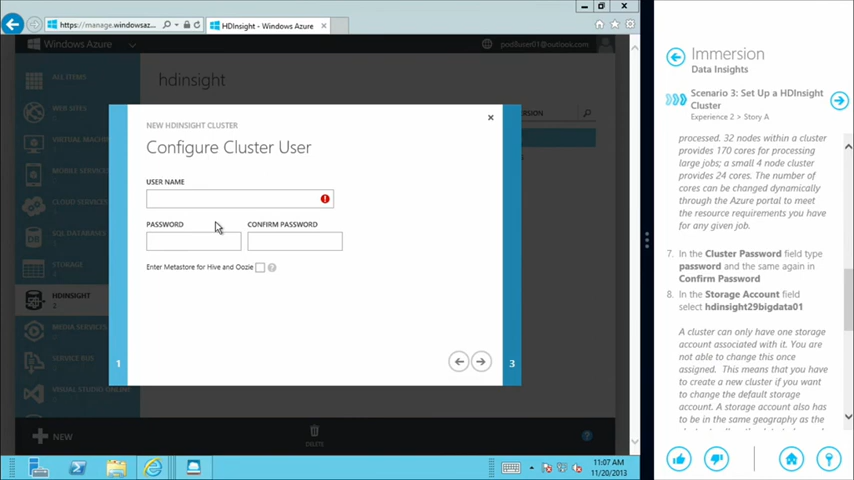 https://manage.windowsaz...
HDInsight - Windows Azure
Windows Azure
pod8user01@outlook.com
ALL ITEMS
WEB SITES
VIRTUAL MACHIN
MOBILE SERVICES
CLOUD SERVICES
SQL DATABASES
STORAGE
HDINSIGHT
2
MEDIA SERVICES
SERVICE BUS
VISUAL STUDIO ONLINE
hdinsight
NEW HDINSIGHT CLUSTER
Configure Cluster User
USER NAME
PASSWORD
CONFIRM PASSWORD
Enter Metastore for Hive and Oozie
1
3
NEW
DELETE
11:07 AM
11/20/2013
Immersion
Data Insights
Scenario 3: Set Up a HDInsight
Cluster
Experience 2 > Story A
processed. 32 nodes within a cluster
provides 170 cores for processing
large jobs; a small 4 node cluster
provides 24 cores. The number of
cores can be changed dynamically
through the Azure portal to meet
the resource requirements you have
for any given job.
7. In the Cluster Password field type
password and the same again in
Confirm Password
8. In the Storage Account field
select hdinsight29bigdata01
A cluster can only have one storage
account associated with it. You are
not able to change this once
assigned. This means that you have
to create a new cluster if you want
to change the default storage
account. A storage account also has
to be in the same geography as the